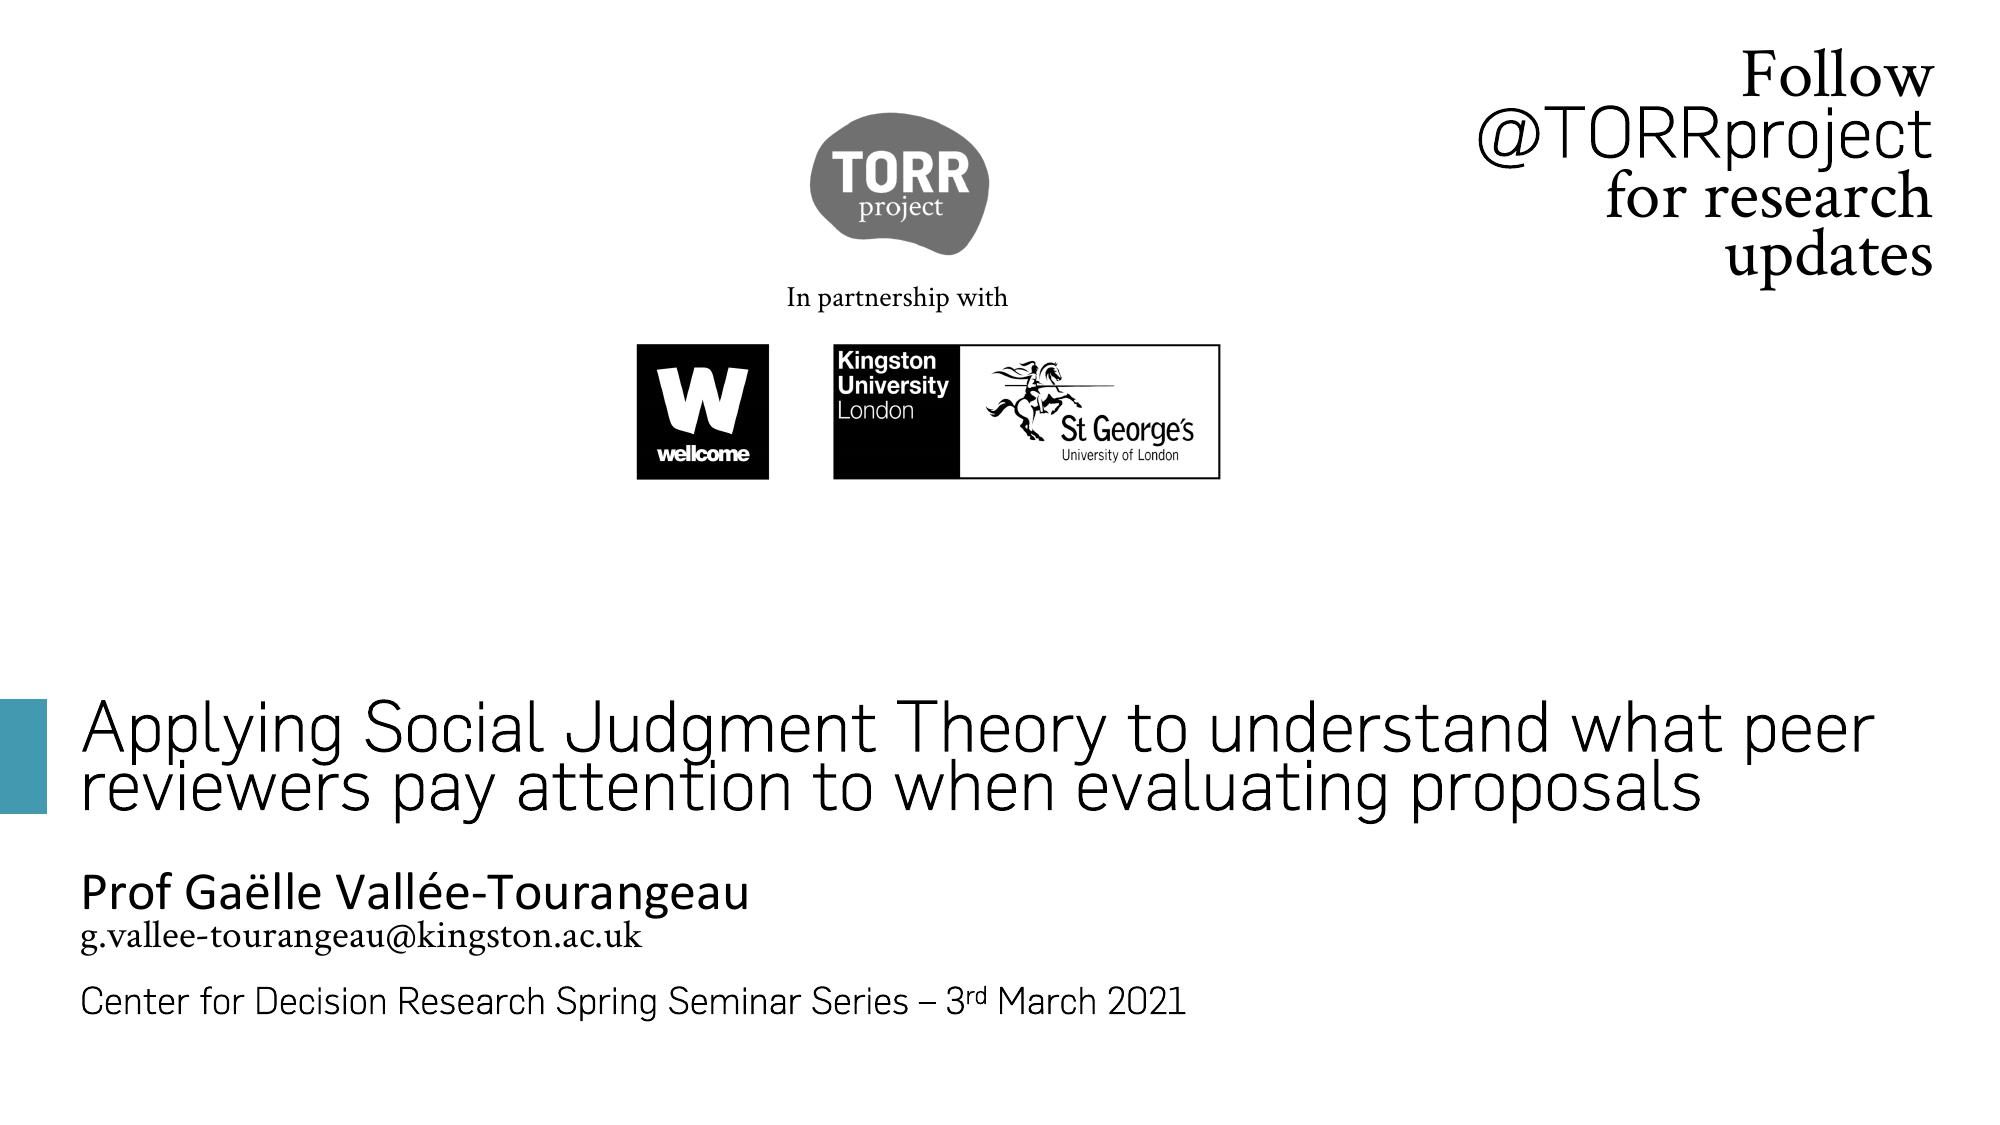 Follow
@TORRproject
for research
updates
TORR
project
In partnership with
W
wellcome
Kingston
University
London
St George's
University of London
Applying Social Judgment Theory to understand what peer
reviewers pay attention to when evaluating proposals
Prof Gaëlle Vallée-Tourangeau
g.vallee-tourangeau@kingston.ac.uk
Center for Decision Research Spring Seminar Series – 3rd March 2021